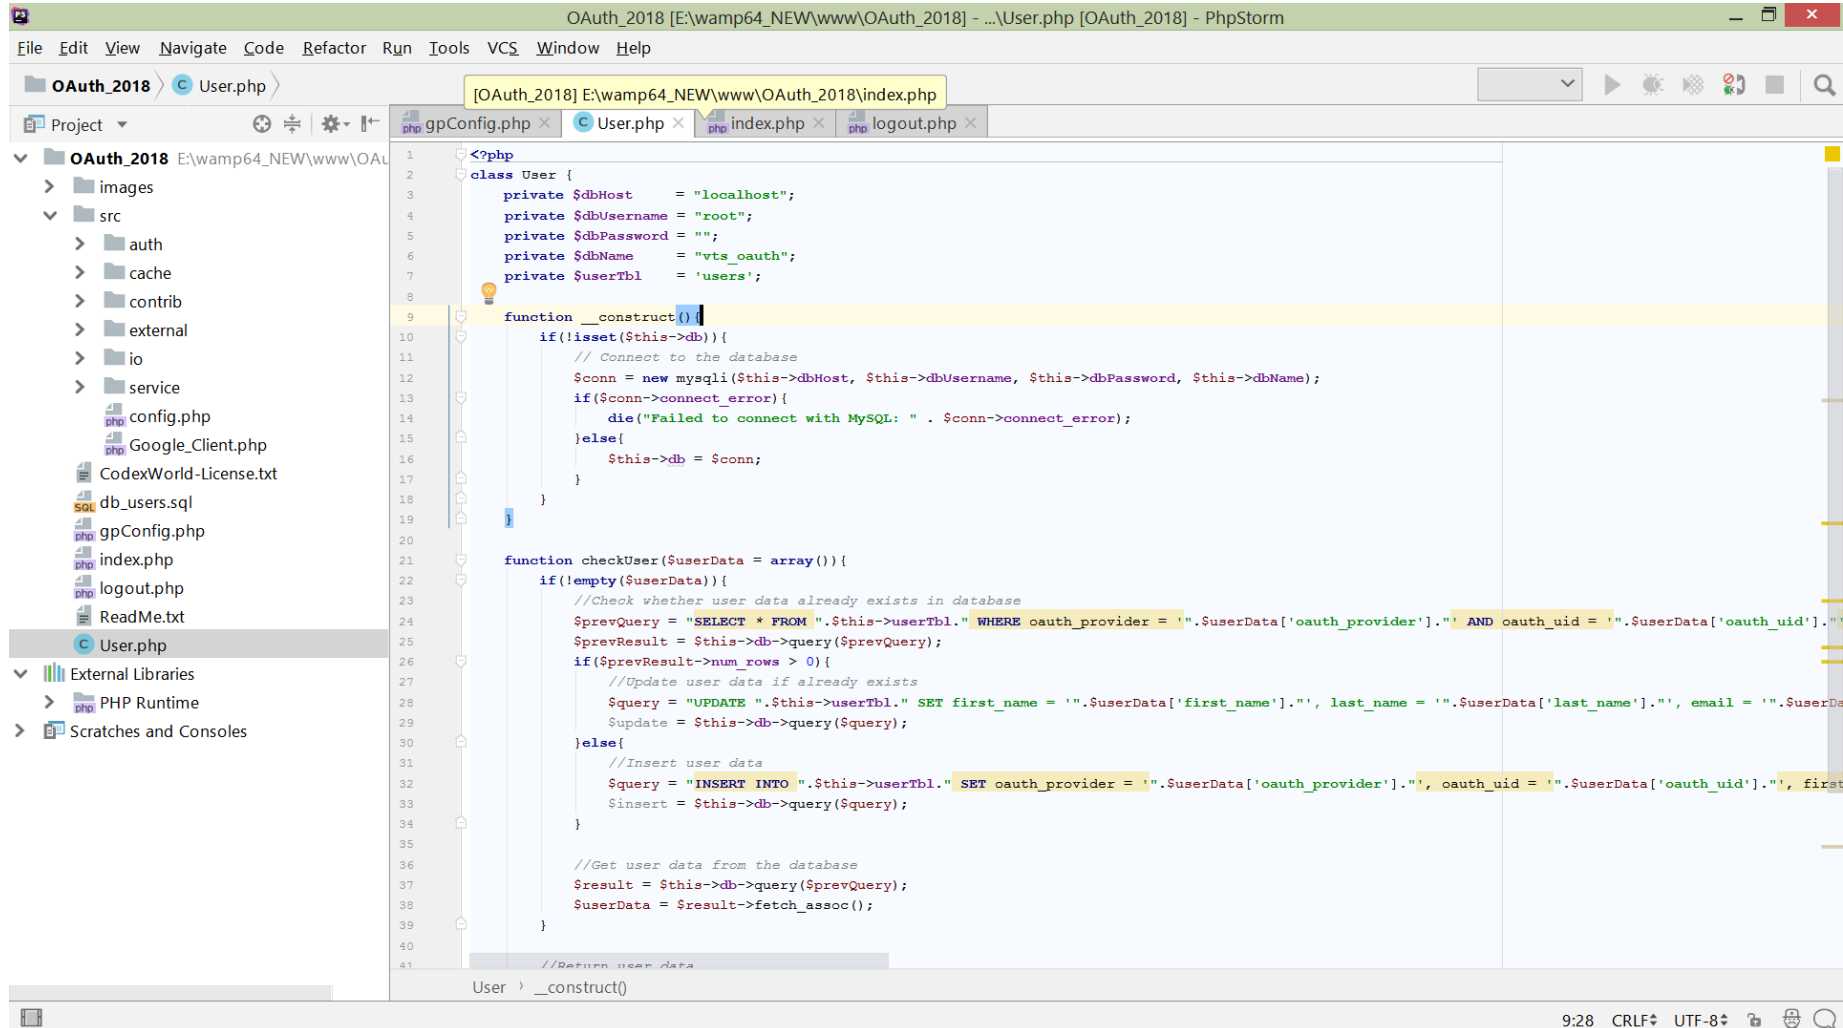 OAuth_2018 [E:\wamp64_NEW\www\OAuth_2018] - ...\User.php [OAuth_2018] - PhpStorm
File Edit View Navigate Code Refactor Run Tools VCS Window Help
OAuth_2018 User.php
[OAuth_2018] E:\wamp64_NEW\www\OAuth_2018\index.php
Project
gpConfig.php User.php index.php logout.php
OAuth_2018 E:\wamp64_NEW\www\OAu
images
src
auth
cache
contrib
external
io
service
config.php
Google_Client.php
CodexWorld-License.txt
db_users.sql
gpConfig.php
index.php
logout.php
ReadMe.txt
User.php
External Libraries
PHP Runtime
Scratches and Consoles
1 <?php
2 class User {
3 private $dbHost     = "localhost";
4 private $dbUsername = "root";
5 private $dbPassword = "";
6 private $dbName     = "vts_oauth";
7 private $userTbl    = 'users';
8
9 function __construct(){
10 if(!isset($this->db)){
11 // Connect to the database
12 $conn = new mysqli($this->dbHost, $this->dbUsername, $this->dbPassword, $this->dbName);
13 if($conn->connect_error){
14 die("Failed to connect with MySQL: " . $conn->connect_error);
15 }else{
16 $this->db = $conn;
17 }
18 }
19 }
20
21 function checkUser($userData = array()){
22 if(!empty($userData)){
23 //Check whether user data already exists in database
24 $prevQuery = "SELECT * FROM ".$this->userTbl." WHERE oauth_provider = '".$userData['oauth_provider']."' AND oauth_uid = '".$userData['oauth_uid']."'
25 $prevResult = $this->db->query($prevQuery);
26 if($prevResult->num_rows > 0){
27 //Update user data if already exists
28 $query = "UPDATE ".$this->userTbl." SET first_name = '".$userData['first_name']."', last_name = '".$userData['last_name']."', email = '".$userDa
29 $update = $this->db->query($query);
30 }else{
31 //Insert user data
32 $query = "INSERT INTO ".$this->userTbl." SET oauth_provider = '".$userData['oauth_provider']."', oauth_uid = '".$userData['oauth_uid']."', first
33 $insert = $this->db->query($query);
34 }
35
36 //Get user data from the database
37 $result = $this->db->query($prevQuery);
38 $userData = $result->fetch_assoc();
39 }
40
41 //Return user data
User › __construct()
9:28 CRLF UTF-8